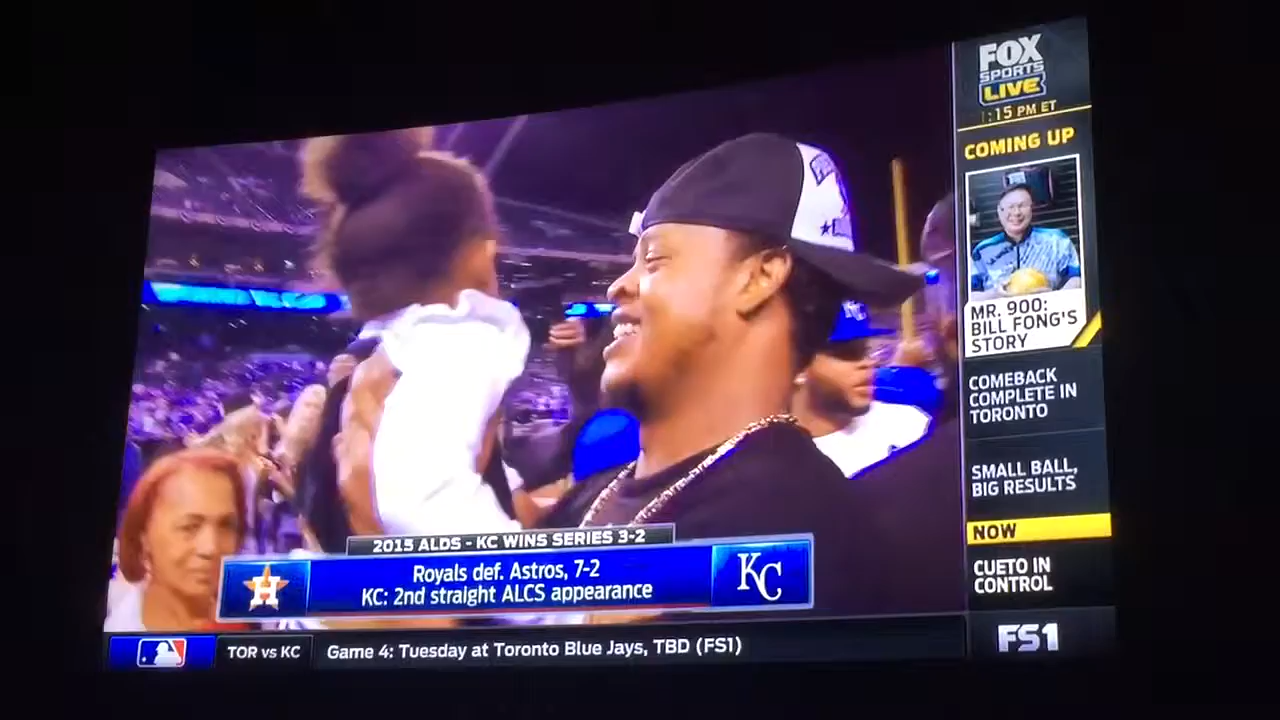 FOX
SPORTS
LIVE
:15 PM ET
COMING UP
MR. 900:
BILL FONG'S
STORY
COMEBACK
COMPLETE IN
TORONTO
SMALL BALL,
BIG RESULTS
NOW
CUETO IN
CONTROL
FS1
2015 ALDS - KC WINS SERIES 3-2
H
Royals def. Astros, 7-2
KC: 2nd straight ALCS appearance
KC
TOR vs KC
Game 4: Tuesday at Toronto Blue Jays, TBD (FS1)